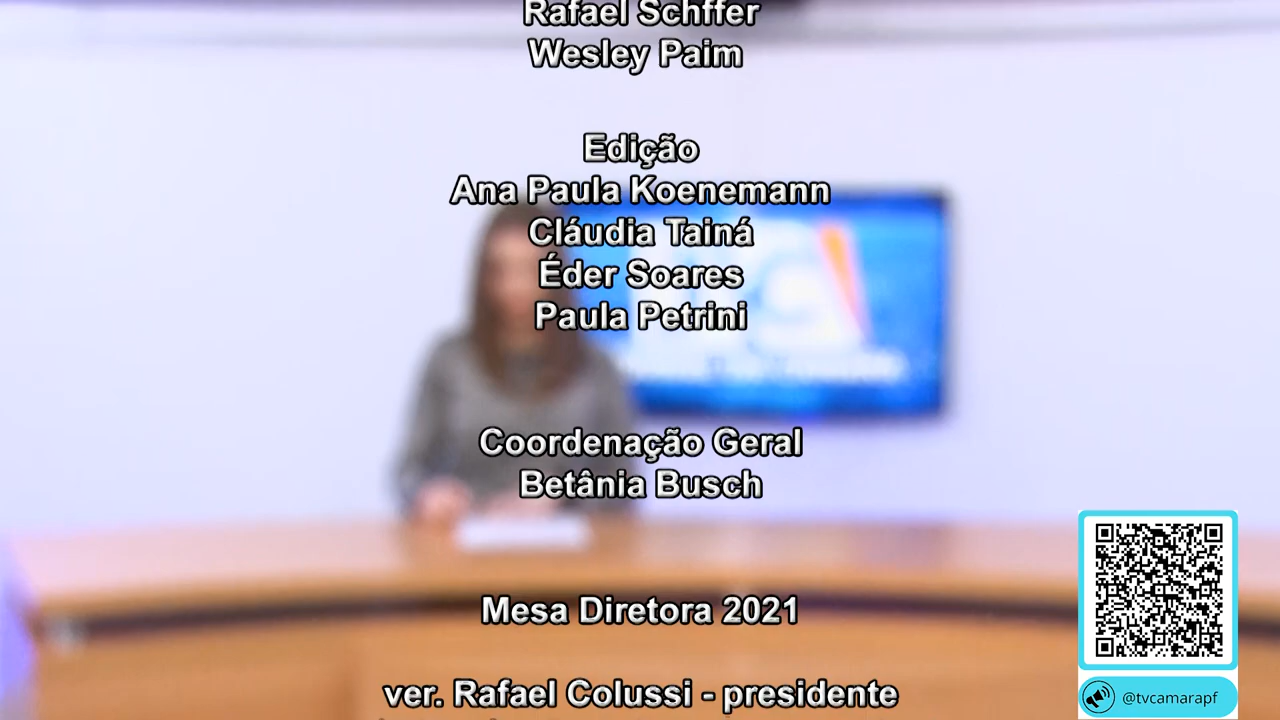 Rafael Schffer
Wesley Paim
Edição
Ana Paula Koenemann
Cláudia Tainá
Éder Soares
Paula Petrini
Coordenação Geral
Betânia Busch
Mesa Diretora 2021
ver. Rafael Colussi - presidente
@tvcamarapf